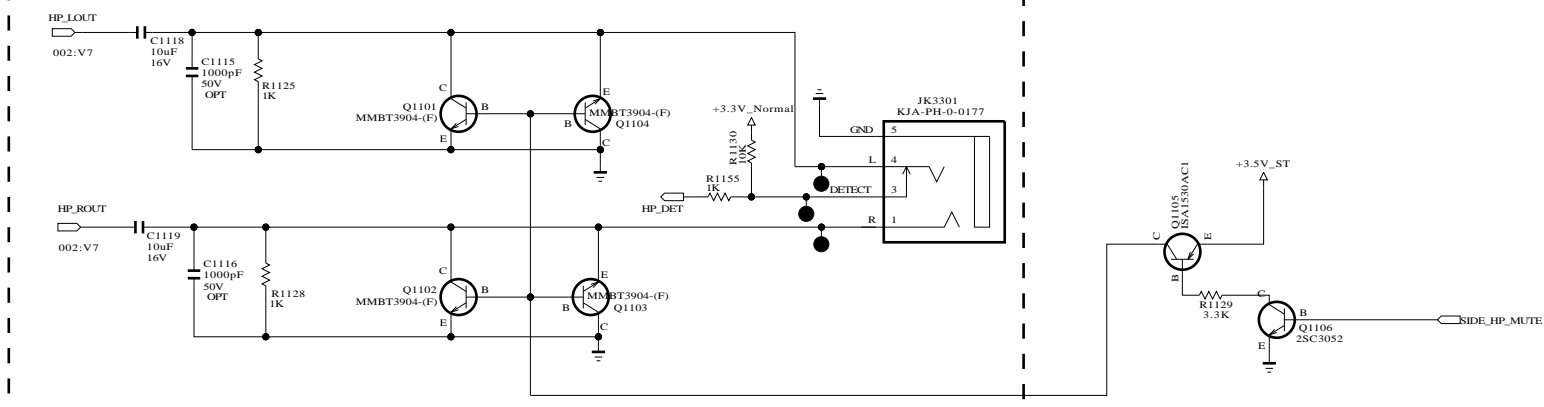 HP_LOUT
002:V7
C1118
10uF
16V
C1115
1000pF
50V
OPT
R1125
1K
C
Q1101
MMBT3904-(F)
B
E
E
MMBT3904-(F)
B
Q1104
C
+3.3V_Normal
R1130
10K
R1155
1K
HP_DET
JK3301
KJA-PH-0-0177
GND
5
L
4
DETECT
3
R
1
HP_ROUT
002:V7
C1119
10uF
16V
C1116
1000pF
50V
OPT
R1128
1K
C
Q1102
MMBT3904-(F)
B
E
E
MMBT3904-(F)
B
Q1103
C
Q1105
ISA1530AC1
C
E
B
+3.5V_ST
R1129
3.3K
C
B
Q1106
2SC3052
E
SIDE_HP_MUTE